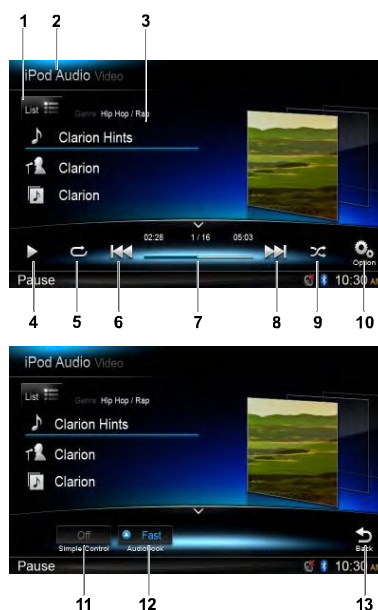 1 2 3
iPod Audio Video
List
Genre Hip Hop / Rap
Clarion Hints
Clarion
Clarion
02:28 1 / 16 05:03
Option
Pause 10:30 AM
4 5 6 7 8 9 10
iPod Audio Video
List
Genre Hip Hop / Rap
Clarion Hints
Clarion
Clarion
Off Fast
Simple Control Audiobook Back
Pause 10:30 AM
11 12 13